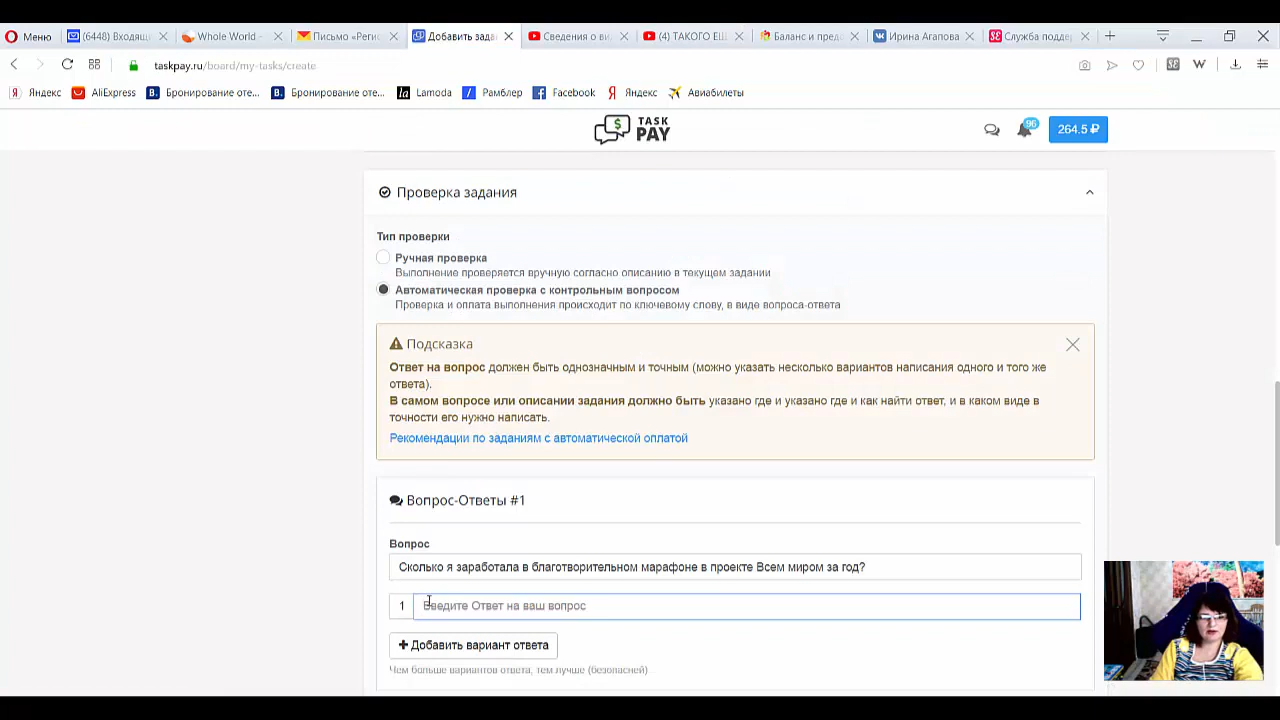 Меню
(6448) Входящ
Whole World -
Письмо «Реги
Добавить зада
Сведения о ви
(4) ТАКОГО ЕЩ
Баланс и пред
Ирина Агапова
Служба подде
taskpay.ru/board/my-tasks/create
Яндекс
AliExpress
Бронирование оте...
Бронирование оте...
Lamoda
Рамблер
Facebook
Яндекс
Авиабилеты
TASK
PAY
96
264.5 ₽
Проверка задания
Тип проверки
Ручная проверка
Выполнение проверяется вручную согласно описанию в текущем задании
Автоматическая проверка с контрольным вопросом
Проверка и оплата выполнения происходит по ключевому слову, в виде вопроса-ответа
Подсказка
Ответ на вопрос должен быть однозначным и точным (можно указать несколько вариантов написания одного и того же
ответа).
В самом вопросе или описании задания должно быть указано где и указано где и как найти ответ, и в каком виде в
точности его нужно написать.
Рекомендации по заданиям с автоматической оплатой
Вопрос-Ответы #1
Вопрос
Сколько я заработала в благотворительном марафоне в проекте Всем миром за год?
1
Введите Ответ на ваш вопрос
+ Добавить вариант ответа
Чем больше вариантов ответа, тем лучше (безопасней)